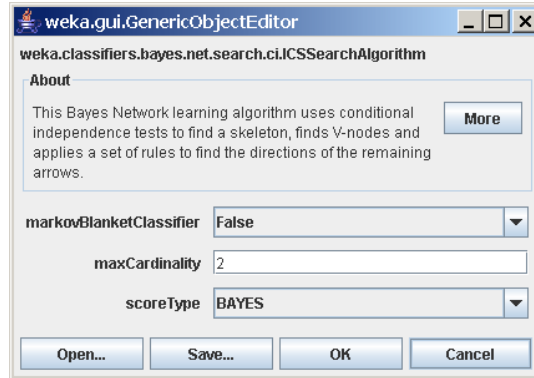 weka.gui.GenericObjectEditor
weka.classifiers.bayes.net.search.ci.ICSSearchAlgorithm
About
This Bayes Network learning algorithm uses conditional
independence tests to find a skeleton, finds V-nodes and
applies a set of rules to find the directions of the remaining
arrows.
More
markovBlanketClassifier False
maxCardinality 2
scoreType BAYES
Open... Save... OK Cancel